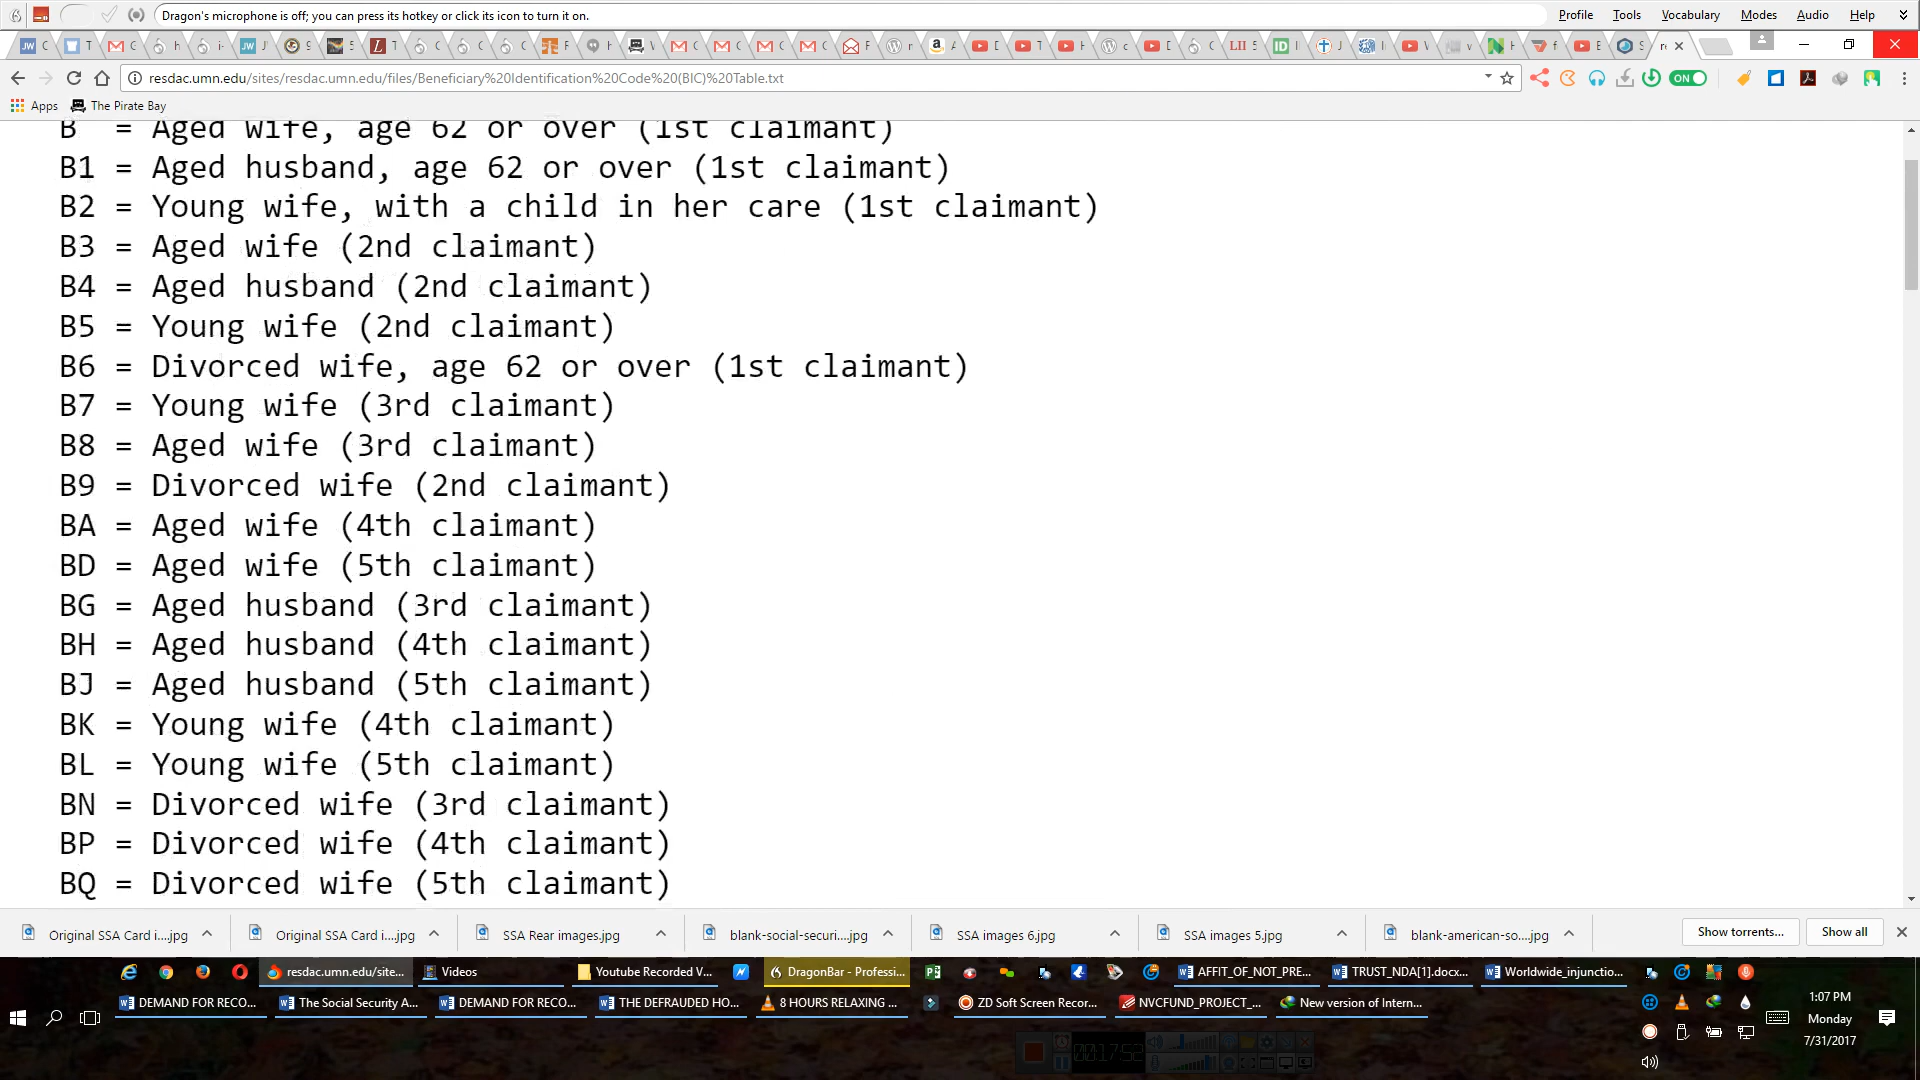 Dragon's microphone is off; you can press its hotkey or click its icon to turn it on.
Profile Tools Vocabulary Modes Audio Help
resdac.umn.edu/sites/resdac.umn.edu/files/Beneficiary%20Identification%20Code%20(BIC)%20Table.txt
ON
Apps The Pirate Bay
B = Aged wife, age 62 or over (1st claimant)
B1 = Aged husband, age 62 or over (1st claimant)
B2 = Young wife, with a child in her care (1st claimant)
B3 = Aged wife (2nd claimant)
B4 = Aged husband (2nd claimant)
B5 = Young wife (2nd claimant)
B6 = Divorced wife, age 62 or over (1st claimant)
B7 = Young wife (3rd claimant)
B8 = Aged wife (3rd claimant)
B9 = Divorced wife (2nd claimant)
BA = Aged wife (4th claimant)
BD = Aged wife (5th claimant)
BG = Aged husband (3rd claimant)
BH = Aged husband (4th claimant)
BJ = Aged husband (5th claimant)
BK = Young wife (4th claimant)
BL = Young wife (5th claimant)
BN = Divorced wife (3rd claimant)
BP = Divorced wife (4th claimant)
BQ = Divorced wife (5th claimant)
Original SSA Card i....jpg Original SSA Card i....jpg SSA Rear images.jpg blank-social-securi....jpg SSA images 6.jpg SSA images 5.jpg blank-american-so....jpg Show torrents... Show all
resdac.umn.edu/site... Videos Youtube Recorded V... DragonBar - Professi... AFFIT_OF_NOT_PRE... TRUST_NDA[1].docx... Worldwide_injunctio...
DEMAND FOR RECO... The Social Security A... DEMAND FOR RECO... THE DEFRAUDED HO... 8 HOURS RELAXING ... ZD Soft Screen Recor... NVCFUND_PROJECT_... New version of Intern...
1:07 PM
Monday
7/31/2017
00:17:52